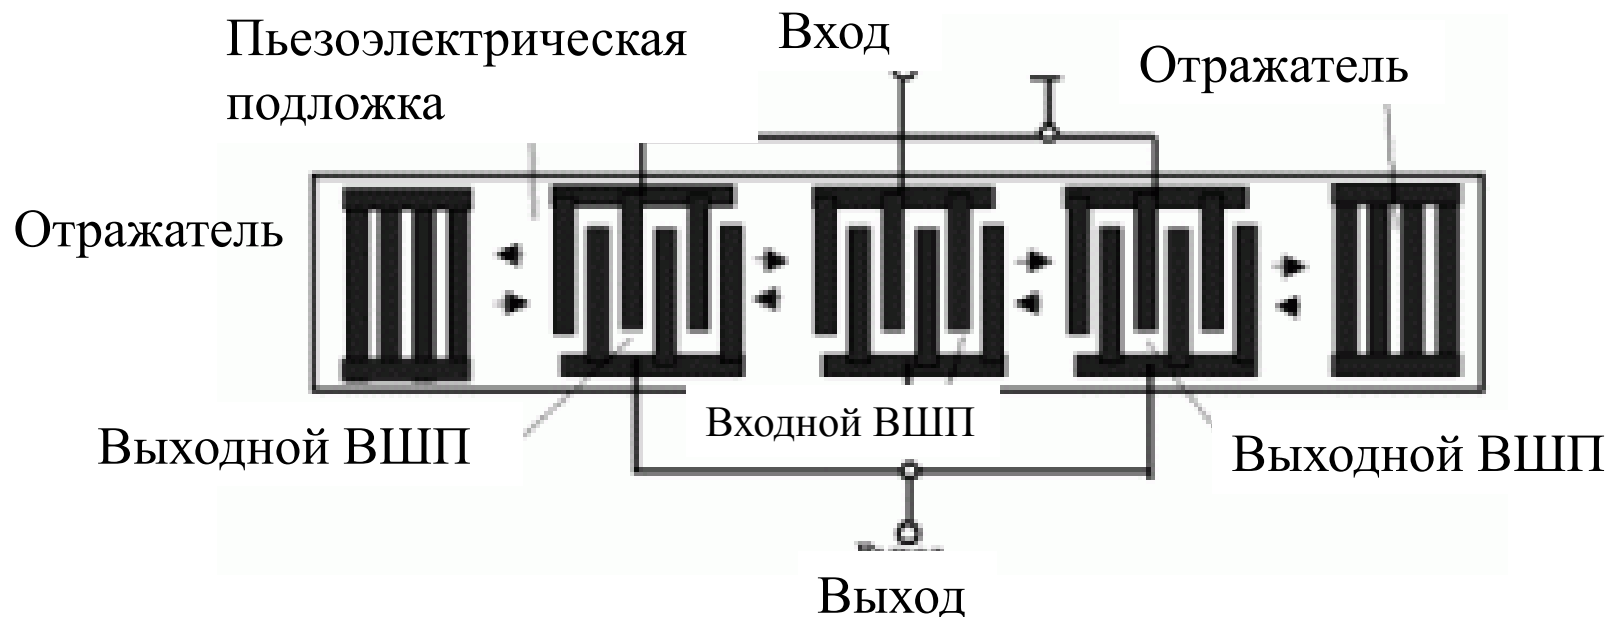 Пьезоэлектрическая
подложка
Вход
Отражатель
Отражатель
Входной ВШП
Выходной ВШП
Выходной ВШП
Выход